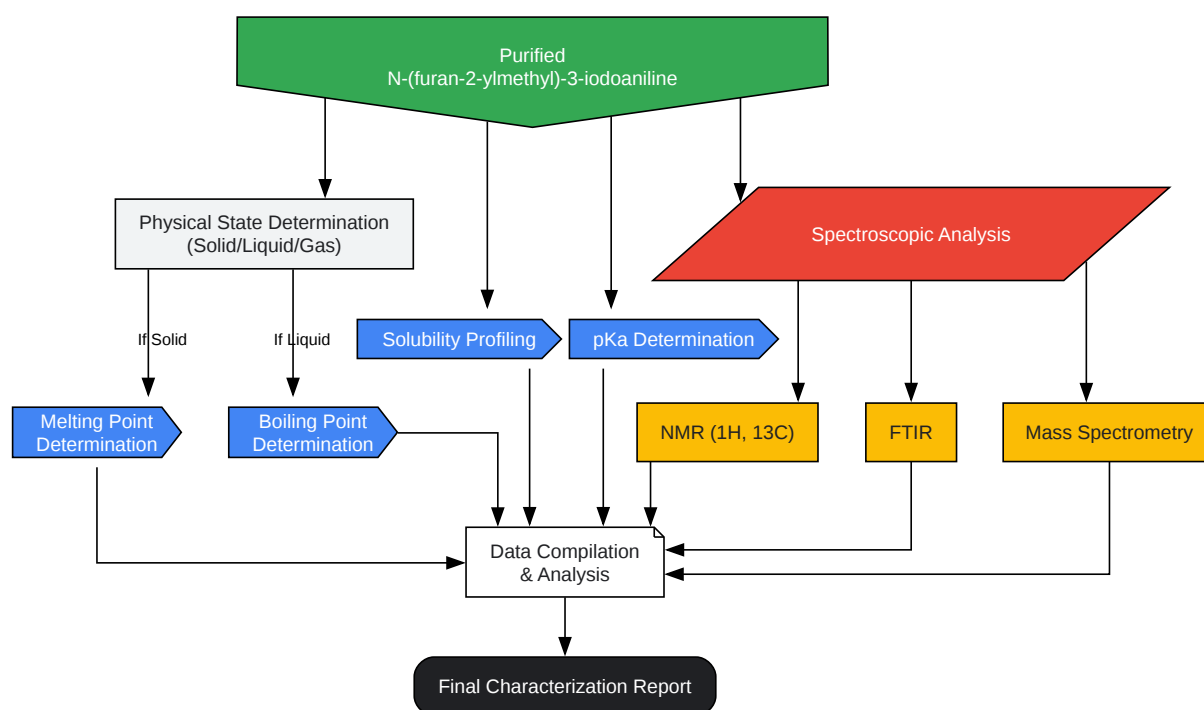 Purified
N-(furan-2-ylmethyl)-3-iodoaniline
Physical State Determination
(Solid/Liquid/Gas)
Spectroscopic Analysis
If Solid
If Liquid
Solubility Profiling
pKa Determination
Melting Point
Determination
Boiling Point
Determination
NMR (1H, 13C)
FTIR
Mass Spectrometry
Data Compilation
& Analysis
Final Characterization Report